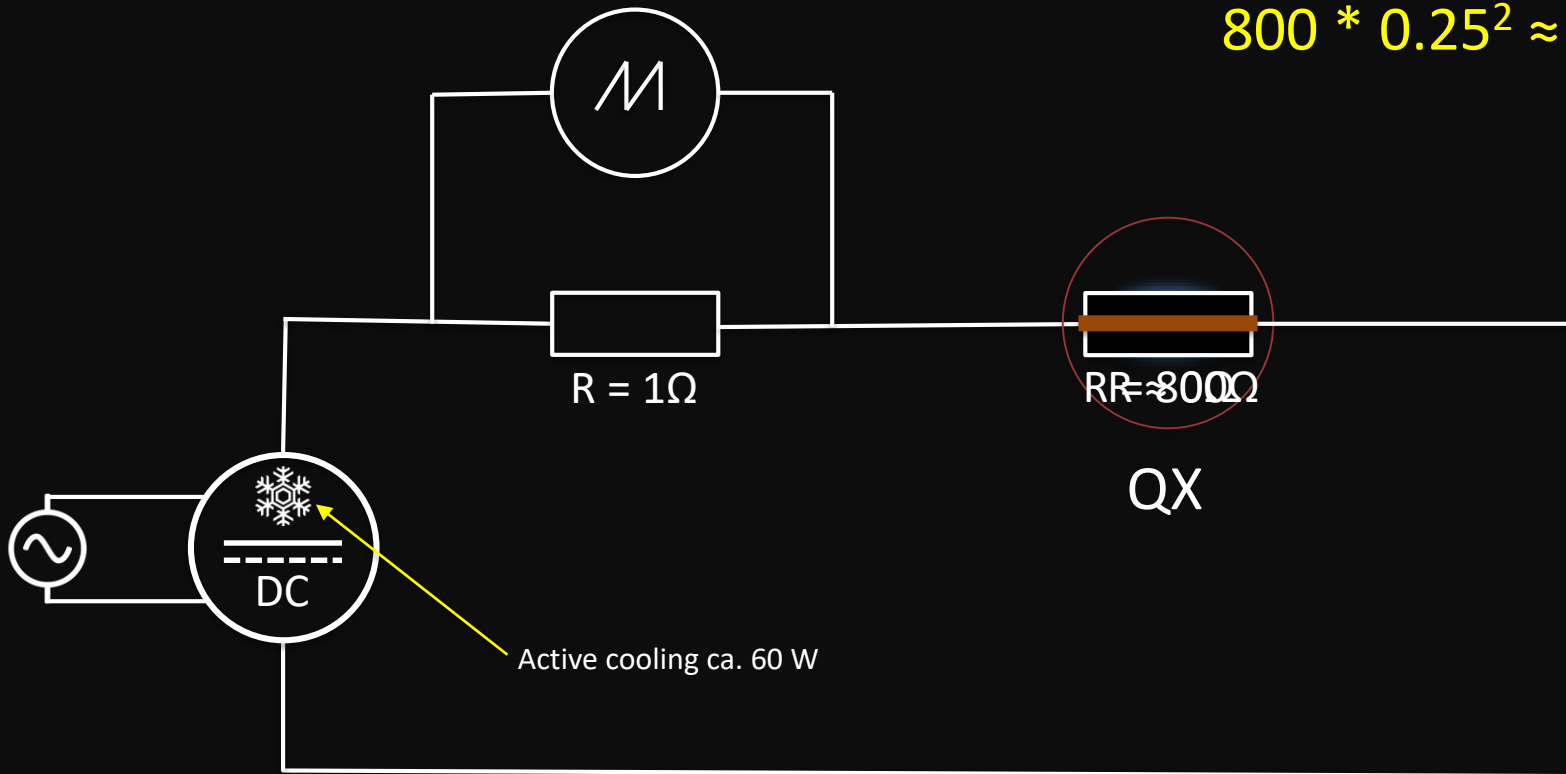 800 * 0.25² ≈
R = 1Ω
QX
DC
Active cooling ca. 60 W